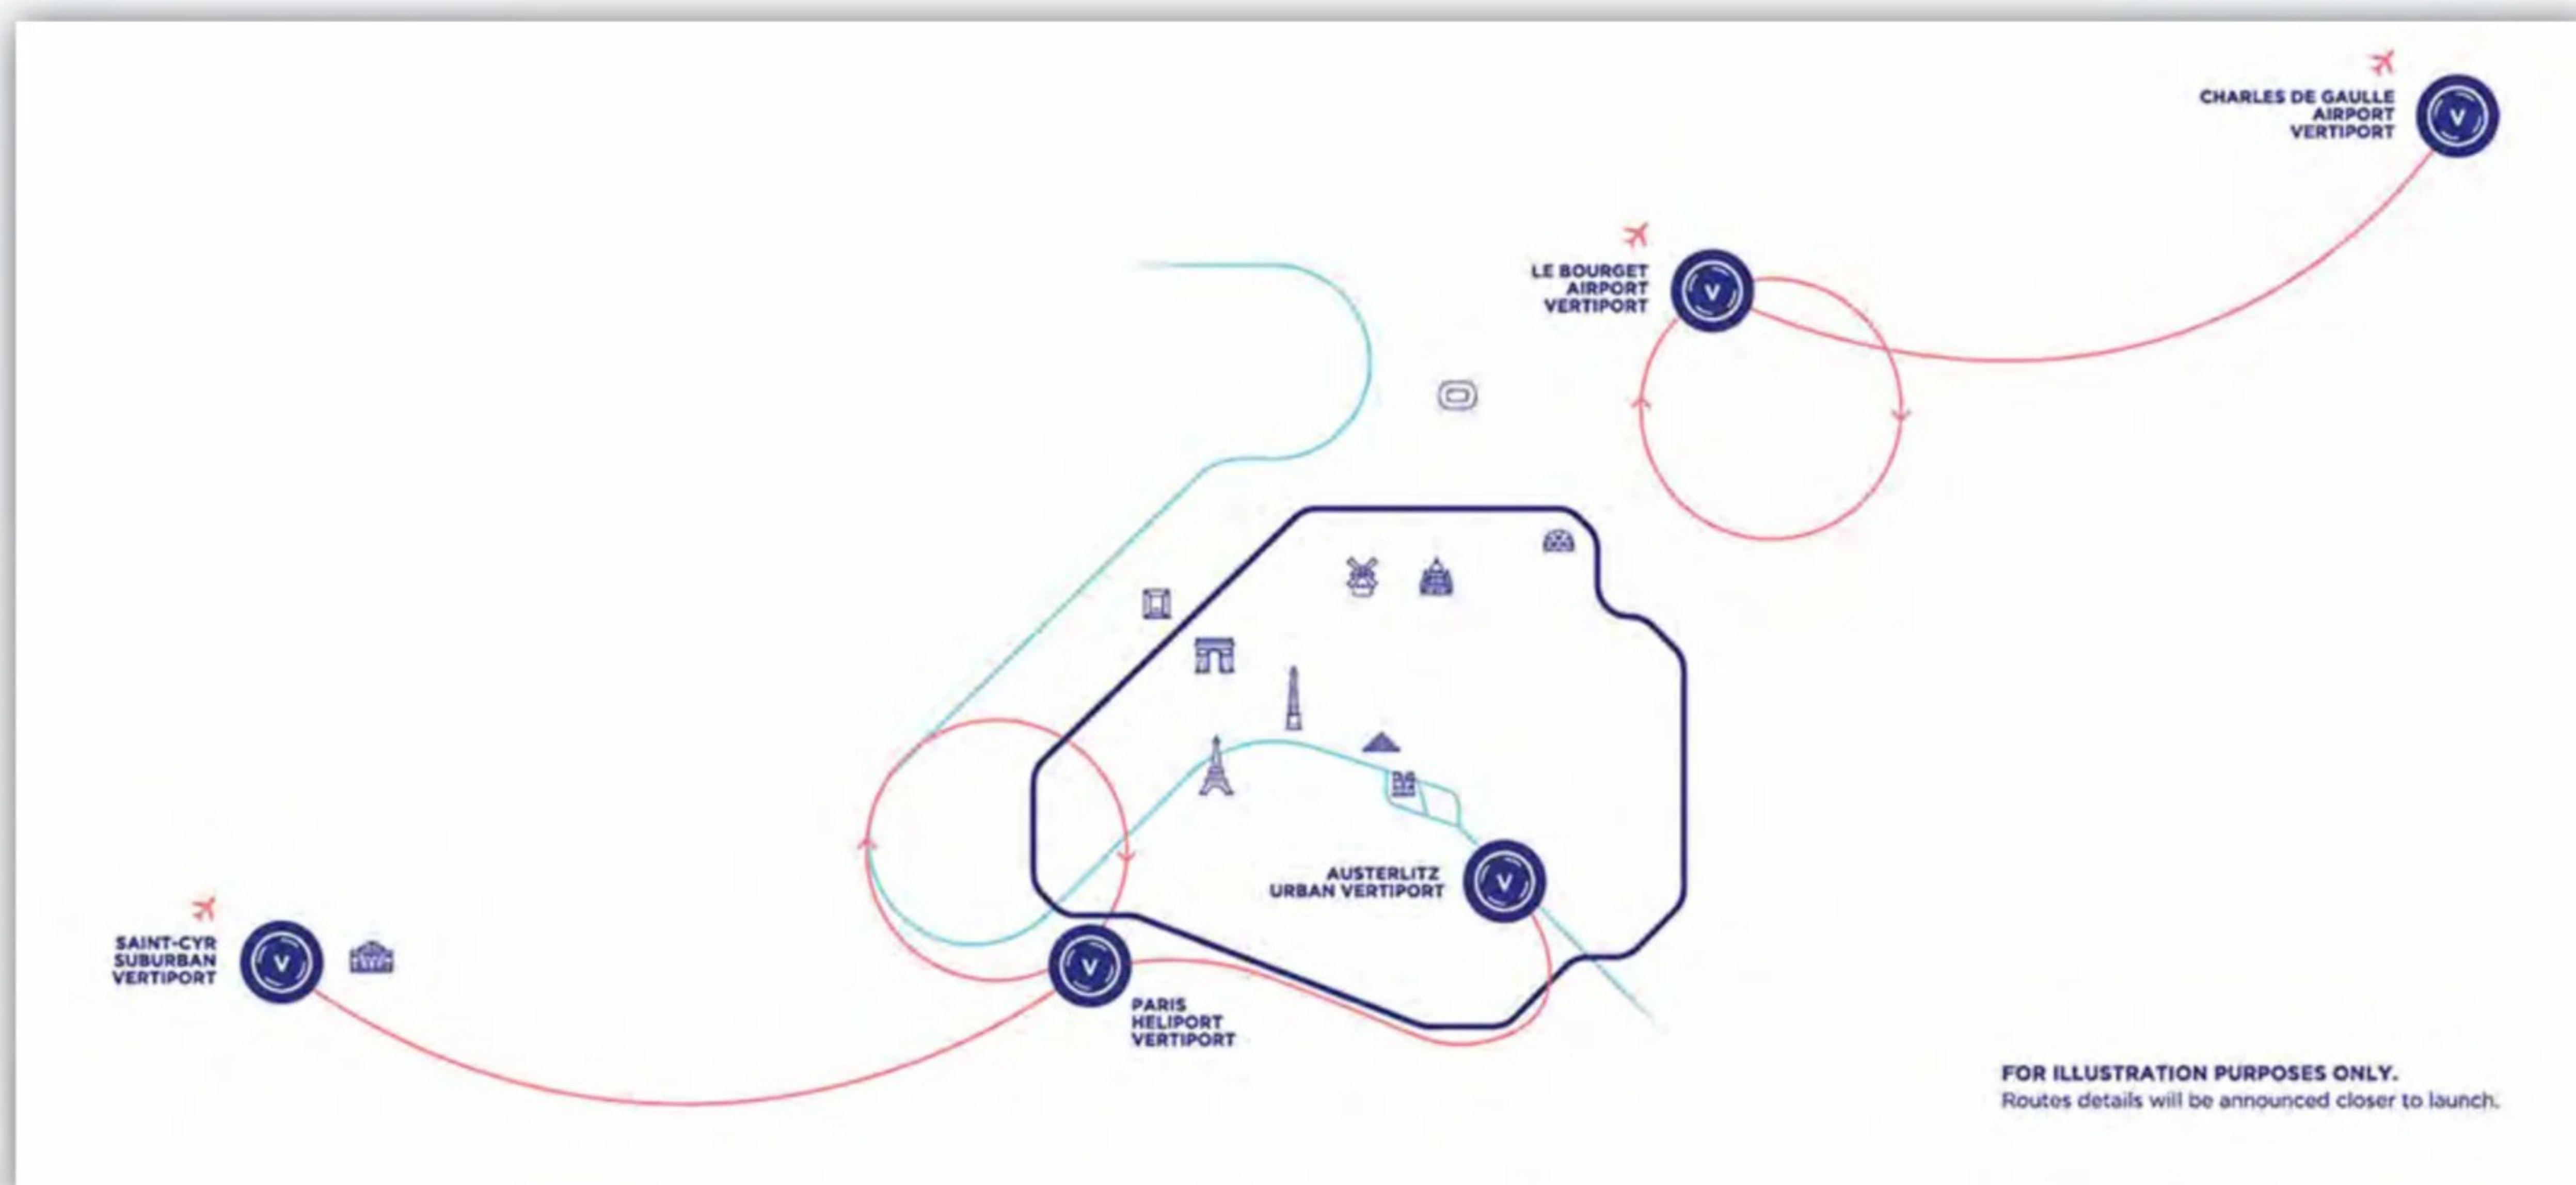 CHARLES DE GAULLE
AIRPORT
VERTIPORT
V
LE BOURGET
AIRPORT
VERTIPORT
V
AUSTERLITZ
URBAN VERTIPORT
V
SAINT-CYR
SUBURBAN
VERTIPORT
V
V
PARIS
HELIPORT
VERTIPORT
FOR ILLUSTRATION PURPOSES ONLY.
Routes details will be announced closer to launch.